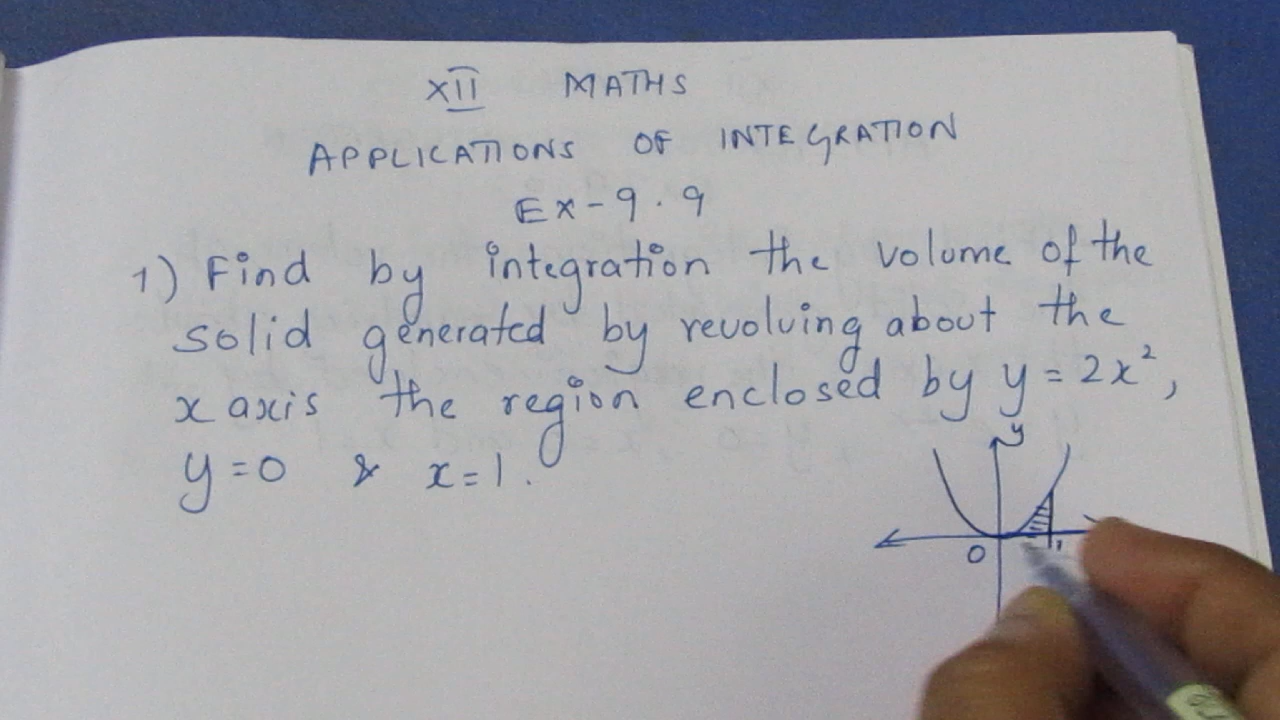 XII MATHS
APPLICATIONS OF INTEGRATION
Ex-9.9
1) Find by integration the volume of the
solid generated by revolving about the
x axis the region enclosed by y = 2x²,
y=0 & x=1.
y
O 1